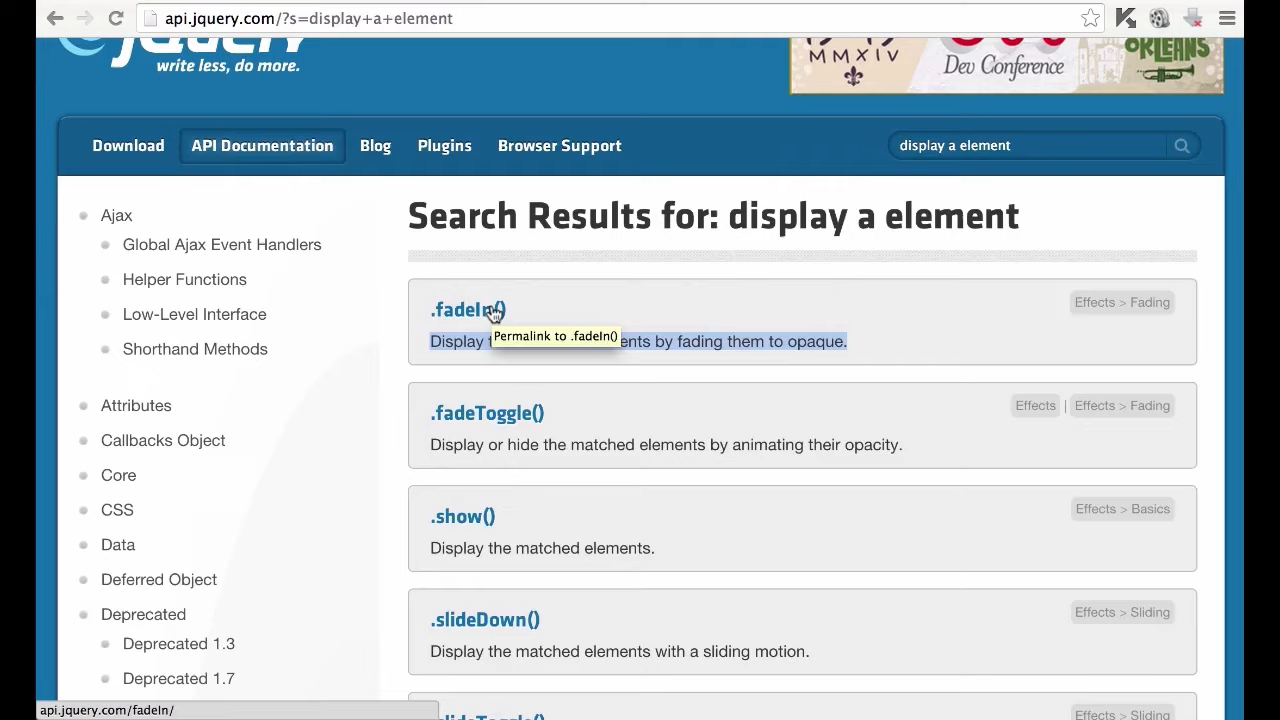 api.jquery.com/?s=display+a+element
jQuery
write less, do more.
MMXIV
Dev Conference
ORLEANS
Download
API Documentation
Blog
Plugins
Browser Support
display a element
Ajax
Global Ajax Event Handlers
Helper Functions
Low-Level Interface
Shorthand Methods
Attributes
Callbacks Object
Core
CSS
Data
Deferred Object
Deprecated
Deprecated 1.3
Deprecated 1.7
Search Results for: display a element
.fadeIn()
Effects > Fading
Permalink to .fadeIn()
Display ents by fading them to opaque.
.fadeToggle()
Effects | Effects > Fading
Display or hide the matched elements by animating their opacity.
.show()
Effects > Basics
Display the matched elements.
.slideDown()
Effects > Sliding
Display the matched elements with a sliding motion.
.slideToggle()
Effects > Sliding
api.jquery.com/fadeIn/